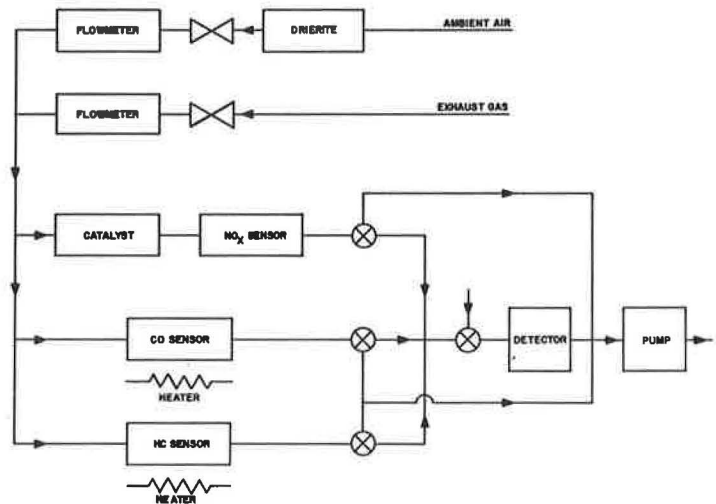 FLOWMETER
DRIERITE
AMBIENT AIR
FLOWMETER
EXHAUST GAS
CATALYST
NOX SENSOR
CO SENSOR
DETECTOR
PUMP
HEATER
HC SENSOR
HEATER